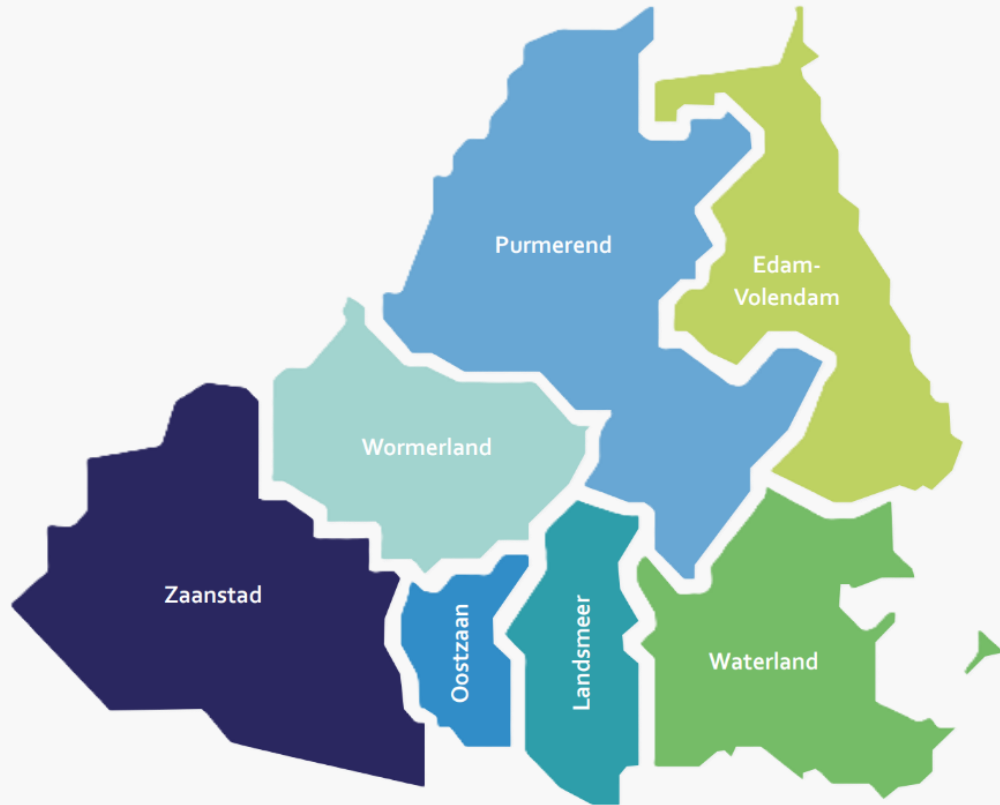 Purmerend
Edam-
Volendam
Wormerland
Zaanstad
Oostzaan
Landsmeer
Waterland